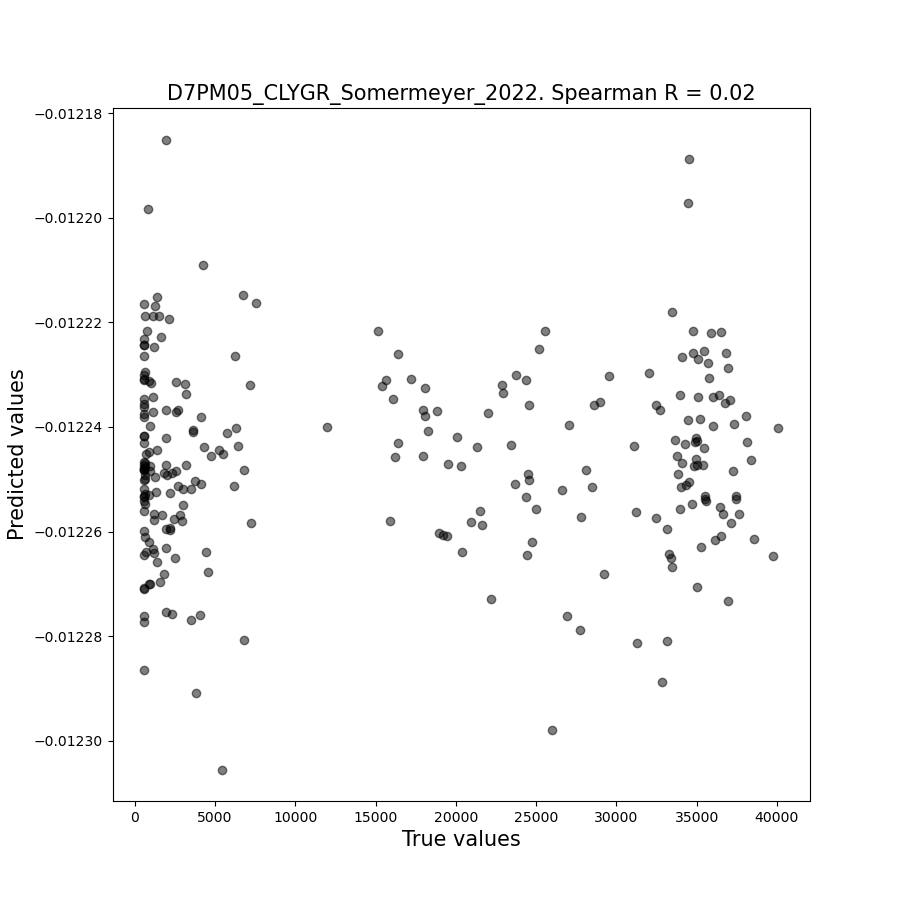 D7PM05_CLYGR_Somermeyer_2022. Spearman R = 0.02
−0.01218
−0.01220
−0.01222
−0.01224
−0.01226
−0.01228
−0.01230
Predicted values
0 5000 10000 15000 20000 25000 30000 35000 40000
True values